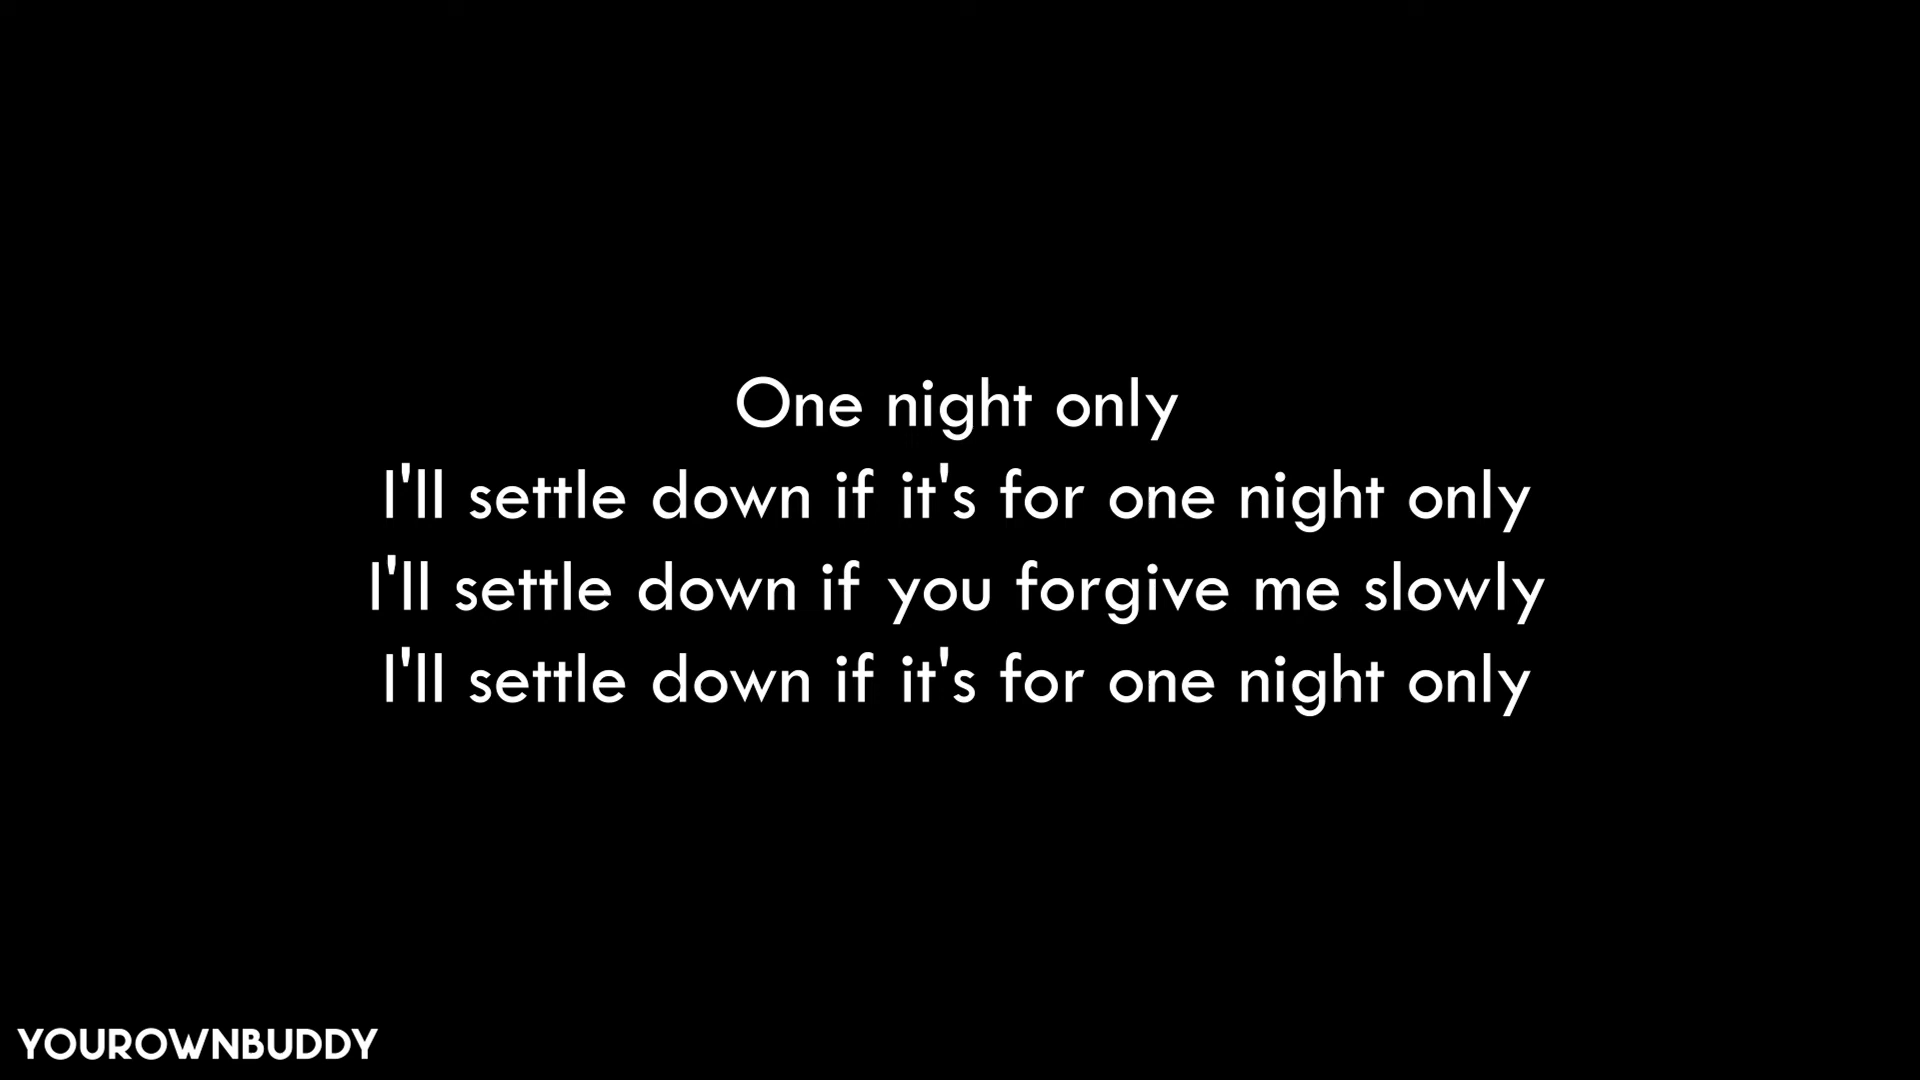 One night only
I'll settle down if it's for one night only
I'll settle down if you forgive me slowly
I'll settle down if it's for one night only
YOUROWNBUDDY